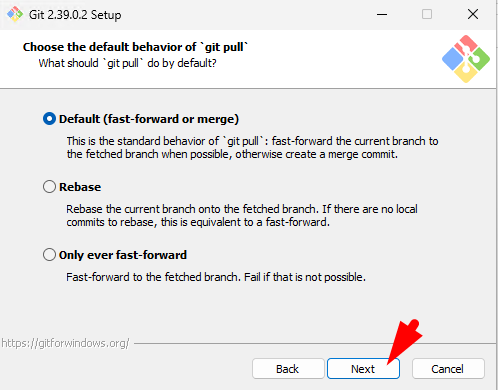 Git 2.39.0.2 Setup
Choose the default behavior of `git pull`
What should `git pull` do by default?
Default (fast-forward or merge)
This is the standard behavior of `git pull`: fast-forward the current branch to
the fetched branch when possible, otherwise create a merge commit.
Rebase
Rebase the current branch onto the fetched branch. If there are no local
commits to rebase, this is equivalent to a fast-forward.
Only ever fast-forward
Fast-forward to the fetched branch. Fail if that is not possible.
https://gitforwindows.org/
Back
Next
Cancel